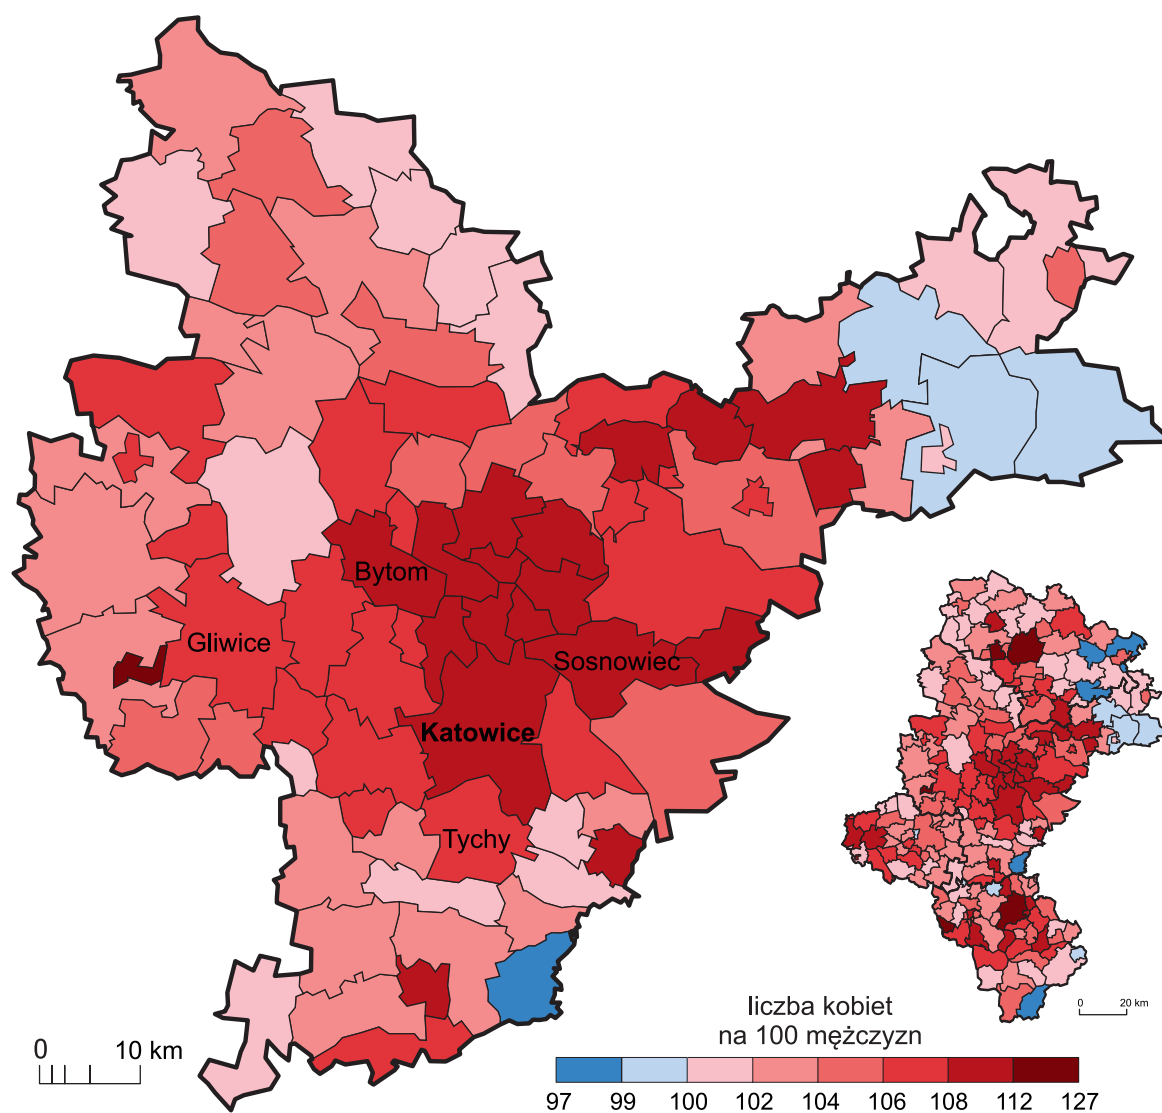 Bytom
Gliwice
Sosnowiec
Katowice
Tychy
liczba kobiet
na 100 mężczyzn
0 10 km
0 20 km
97 99 100 102 104 106 108 112 127